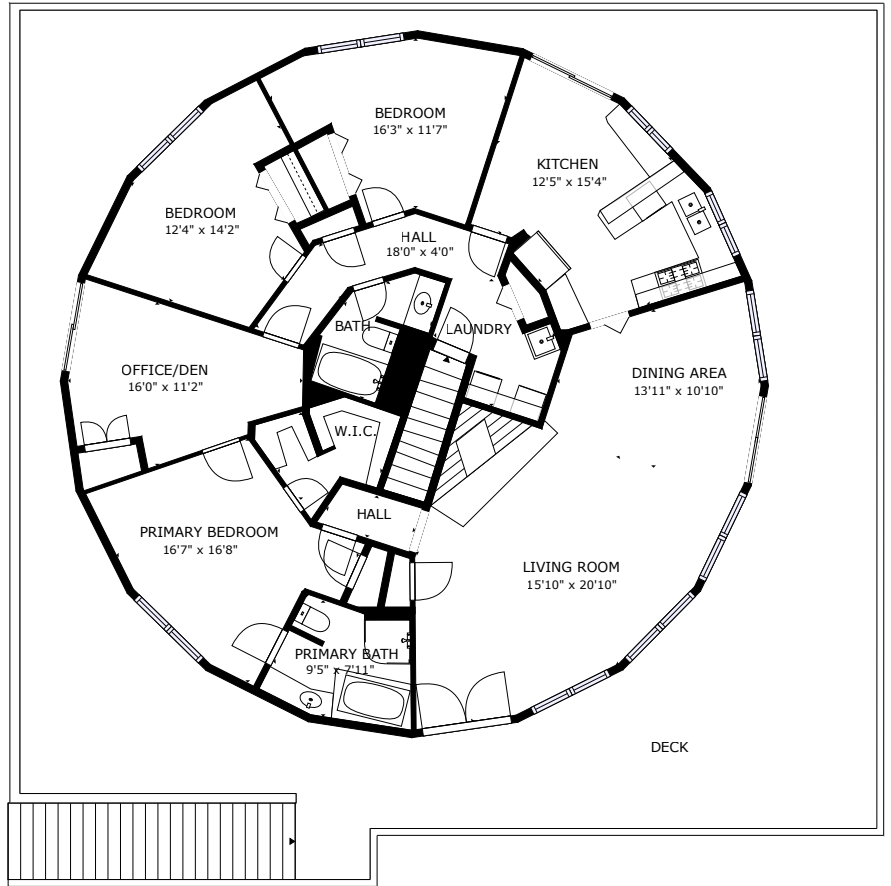 BEDROOM
16'3" x 11'7"
KITCHEN
12'5" x 15'4"
BEDROOM
12'4" x 14'2"
HALL
18'0" x 4'0"
BATH
LAUNDRY
OFFICE/DEN
16'0" x 11'2"
DINING AREA
13'11" x 10'10"
W.I.C.
HALL
PRIMARY BEDROOM
16'7" x 16'8"
LIVING ROOM
15'10" x 20'10"
PRIMARY BATH
9'5" x 7'11"
DECK